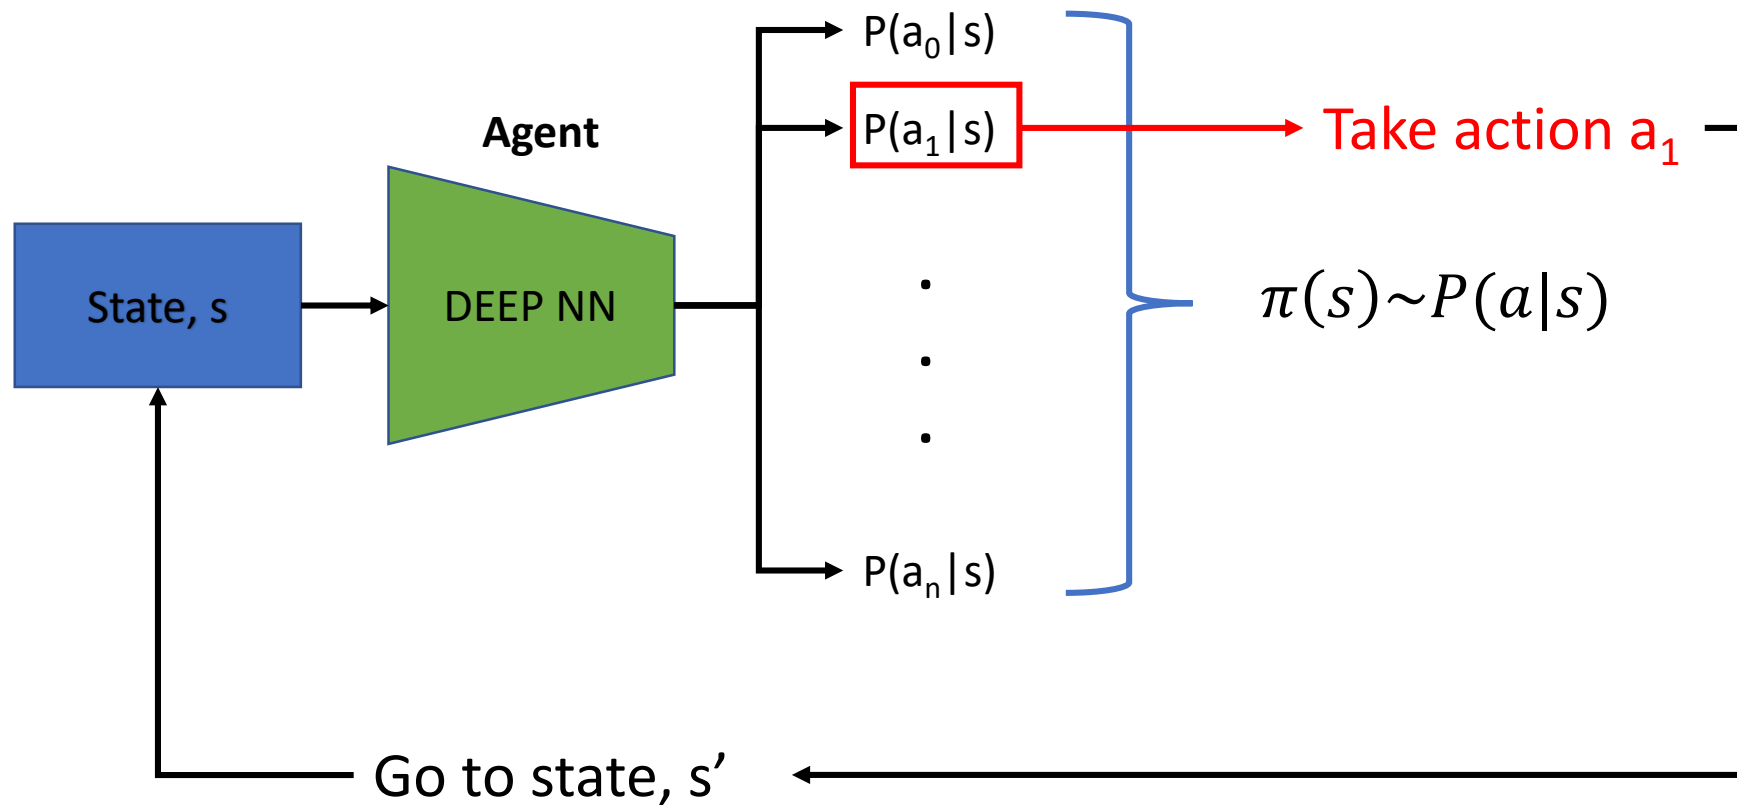 P(a₀|s)
Agent
P(a₁|s)
Take action a₁
State, s
DEEP NN
.
.
.
π(s)~P(a|s)
P(aₙ|s)
Go to state, s’